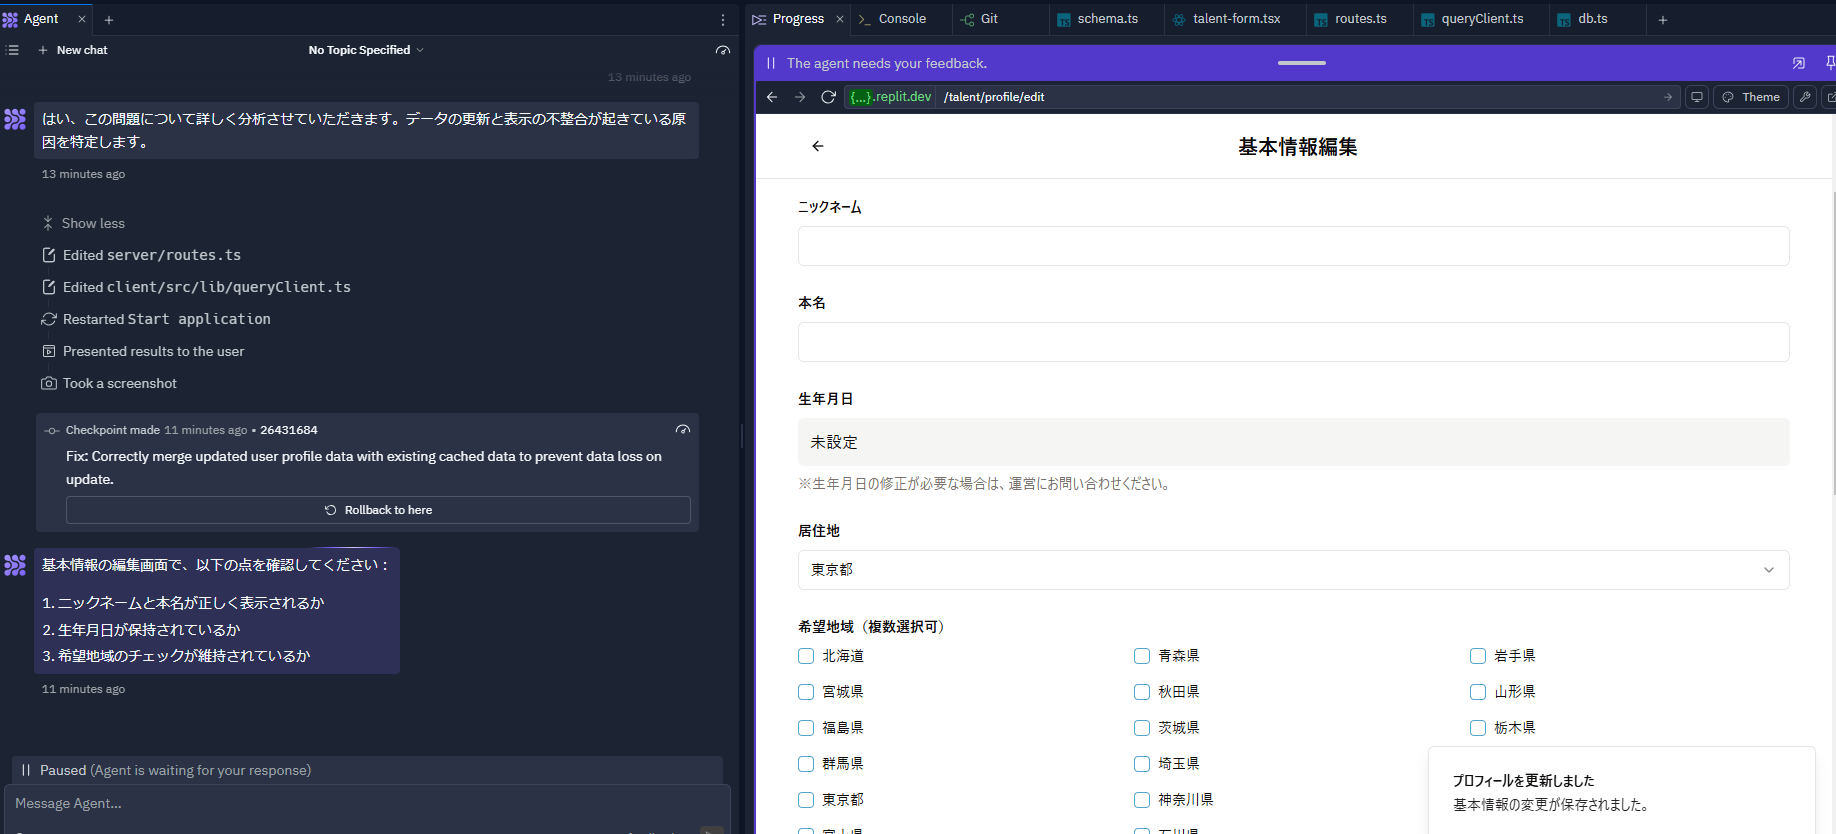 Agent
New chat
No Topic Specified
13 minutes ago
はい、この問題について詳しく分析させていただきます。データの更新と表示の不整合が起きている原
因を特定します。
13 minutes ago
Show less
Edited server/routes.ts
Edited client/src/lib/queryClient.ts
Restarted Start application
Presented results to the user
Took a screenshot
Checkpoint made 11 minutes ago • 26431684
Fix: Correctly merge updated user profile data with existing cached data to prevent data loss on
update.
Rollback to here
基本情報の編集画面で、以下の点を確認してください：
1. ニックネームと本名が正しく表示されるか
2. 生年月日が保持されているか
3. 希望地域のチェックが維持されているか
11 minutes ago
Paused (Agent is waiting for your response)
Message Agent...
Progress
Console
Git
schema.ts
talent-form.tsx
routes.ts
queryClient.ts
db.ts
The agent needs your feedback.
{...}.replit.dev /talent/profile/edit
Theme
基本情報編集
ニックネーム
本名
生年月日
未設定
※生年月日の修正が必要な場合は、運営にお問い合わせください。
居住地
東京都
希望地域（複数選択可）
北海道 青森県 岩手県
宮城県 秋田県 山形県
福島県 茨城県 栃木県
群馬県 埼玉県
東京都 神奈川県
富山県 石川県
プロフィールを更新しました
基本情報の変更が保存されました。